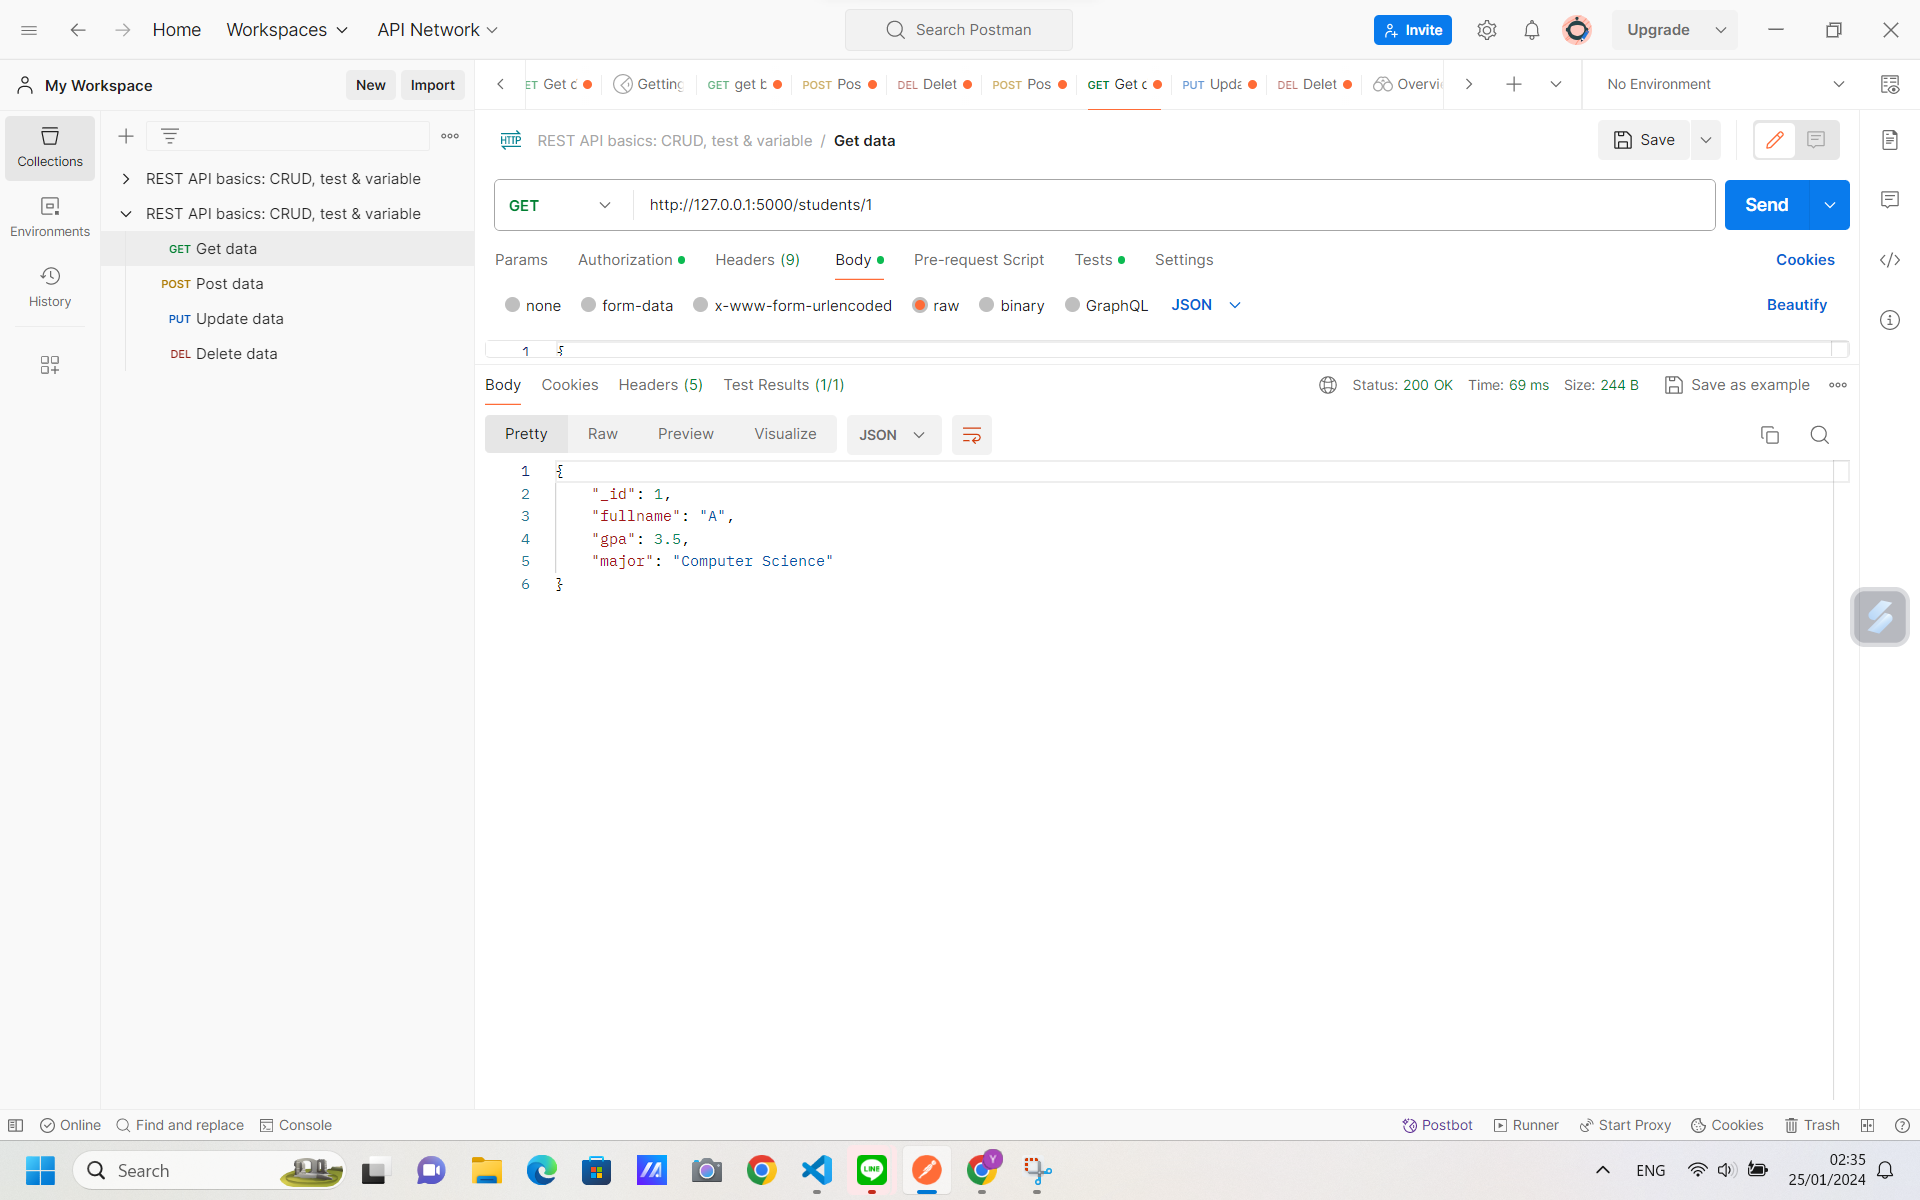 Home Workspaces API Network Search Postman Invite Upgrade
My Workspace New Import
ET Get c Getting GET get b POST Pos DEL Delet POST Pos GET Get c PUT Upda DEL Delet Overvi No Environment
Collections
Environments
History
REST API basics: CRUD, test & variable
REST API basics: CRUD, test & variable
GET Get data
POST Post data
PUT Update data
DEL Delete data
HTTP REST API basics: CRUD, test & variable / Get data Save
GET http://127.0.0.1:5000/students/1 Send
Params Authorization Headers (9) Body Pre-request Script Tests Settings Cookies
none form-data x-www-form-urlencoded raw binary GraphQL JSON Beautify
1 {
Body Cookies Headers (5) Test Results (1/1) Status: 200 OK Time: 69 ms Size: 244 B Save as example
Pretty Raw Preview Visualize JSON
1 {
2 "_id": 1,
3 "fullname": "A",
4 "gpa": 3.5,
5 "major": "Computer Science"
6 }
Online Find and replace Console Postbot Runner Start Proxy Cookies Trash
Search LINE Y ENG 02:35
25/01/2024